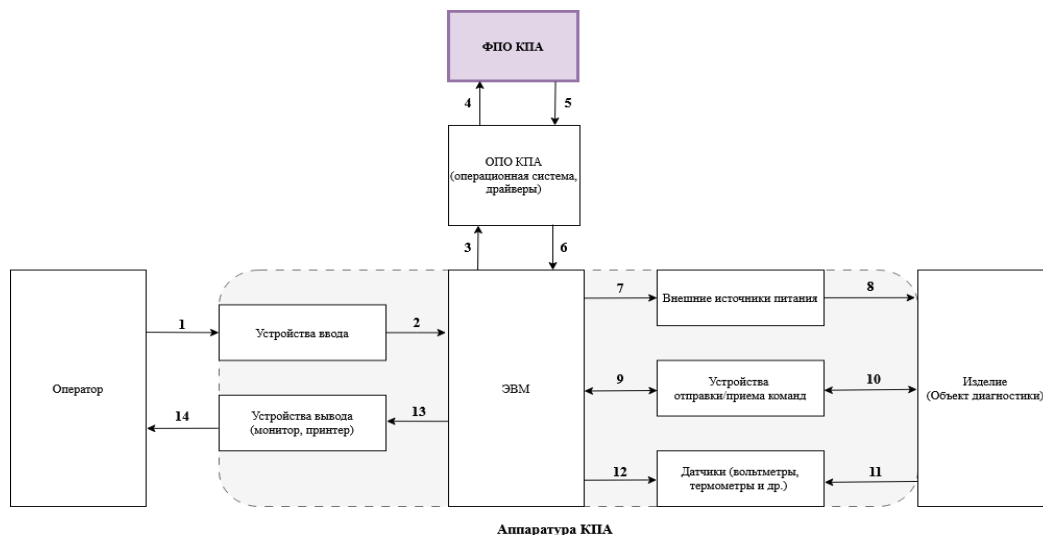 ФПО КПА
4
5
ОПО КПА
(операционная система,
драйверы)
3
6
Оператор
1
Устройства ввода
2
14
Устройства вывода
(монитор, принтер)
13
ЭВМ
7
Внешние источники питания
8
9
Устройства
отправки/приема команд
10
12
Датчики (вольтметры,
термометры и др.)
11
Изделие
(Объект диагностики)
Аппаратура КПА